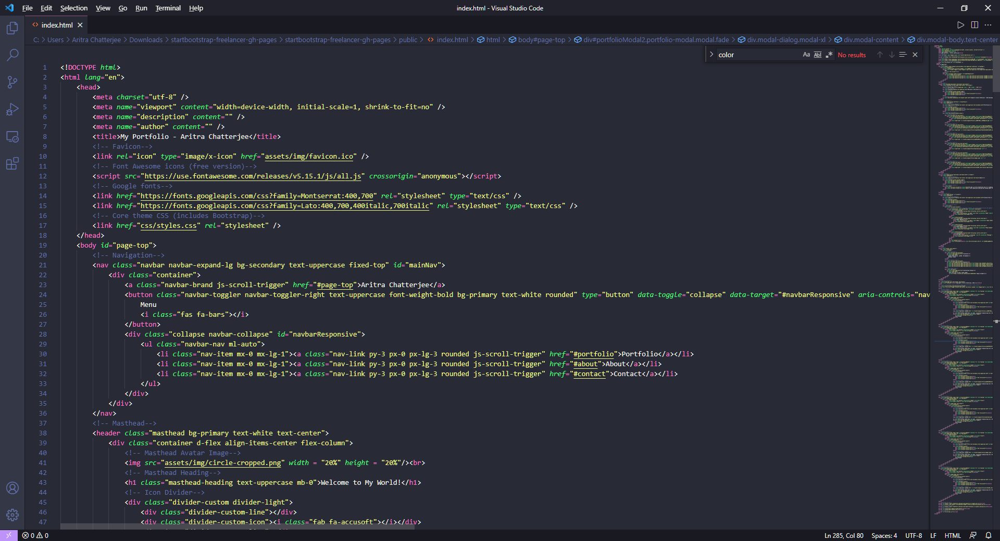 File Edit Selection View Go Run Terminal Help
index.html - Visual Studio Code
index.html
C: > Users > Aritra Chatterjee > Downloads > startbootstrap-freelancer-gh-pages > startbootstrap-freelancer-gh-pages > public > index.html > html > body#page-top > div#portfolioModal2.portfolio-modal.modal.fade > div.modal-dialog.modal-xl > div.modal-content > div.modal-body.text-center
color Aa Abl .* No results
1 <!DOCTYPE html>
2 <html lang="en">
3 <head>
4 <meta charset="utf-8" />
5 <meta name="viewport" content="width=device-width, initial-scale=1, shrink-to-fit=no" />
6 <meta name="description" content="" />
7 <meta name="author" content="" />
8 <title>My Portfolio - Aritra Chatterjee</title>
9 <!-- Favicon-->
10 <link rel="icon" type="image/x-icon" href="assets/img/favicon.ico" />
11 <!-- Font Awesome icons (free version)-->
12 <script src="https://use.fontawesome.com/releases/v5.15.1/js/all.js" crossorigin="anonymous"></script>
13 <!-- Google fonts-->
14 <link href="https://fonts.googleapis.com/css?family=Montserrat:400,700" rel="stylesheet" type="text/css" />
15 <link href="https://fonts.googleapis.com/css?family=Lato:400,700,400italic,700italic" rel="stylesheet" type="text/css" />
16 <!-- Core theme CSS (includes Bootstrap)-->
17 <link href="css/styles.css" rel="stylesheet" />
18 </head>
19 <body id="page-top">
20 <!-- Navigation-->
21 <nav class="navbar navbar-expand-lg bg-secondary text-uppercase fixed-top" id="mainNav">
22 <div class="container">
23 <a class="navbar-brand js-scroll-trigger" href="#page-top">Aritra Chatterjee</a>
24 <button class="navbar-toggler navbar-toggler-right text-uppercase font-weight-bold bg-primary text-white rounded" type="button" data-toggle="collapse" data-target="#navbarResponsive" aria-controls="nav
25 Menu
26 <i class="fas fa-bars"></i>
27 </button>
28 <div class="collapse navbar-collapse" id="navbarResponsive">
29 <ul class="navbar-nav ml-auto">
30 <li class="nav-item mx-0 mx-lg-1"><a class="nav-link py-3 px-0 px-lg-3 rounded js-scroll-trigger" href="#portfolio">Portfolio</a></li>
31 <li class="nav-item mx-0 mx-lg-1"><a class="nav-link py-3 px-0 px-lg-3 rounded js-scroll-trigger" href="#about">About</a></li>
32 <li class="nav-item mx-0 mx-lg-1"><a class="nav-link py-3 px-0 px-lg-3 rounded js-scroll-trigger" href="#contact">Contact</a></li>
33 </ul>
34 </div>
35 </div>
36 </nav>
37 <!-- Masthead-->
38 <header class="masthead bg-primary text-white text-center">
39 <div class="container d-flex align-items-center flex-column">
40 <!-- Masthead Avatar Image-->
41 <img src="assets/img/circle-cropped.png" width = "20%" height = "20%"/><br>
42 <!-- Masthead Heading-->
43 <h1 class="masthead-heading text-uppercase mb-0">Welcome to My World!</h1>
44 <!-- Icon Divider-->
45 <div class="divider-custom divider-light">
46 <div class="divider-custom-line"></div>
47 <div class="divider-custom-icon"><i class="fab fa-accusoft"></i></div>
0 0
Ln 285, Col 80 Spaces: 4 UTF-8 LF HTML